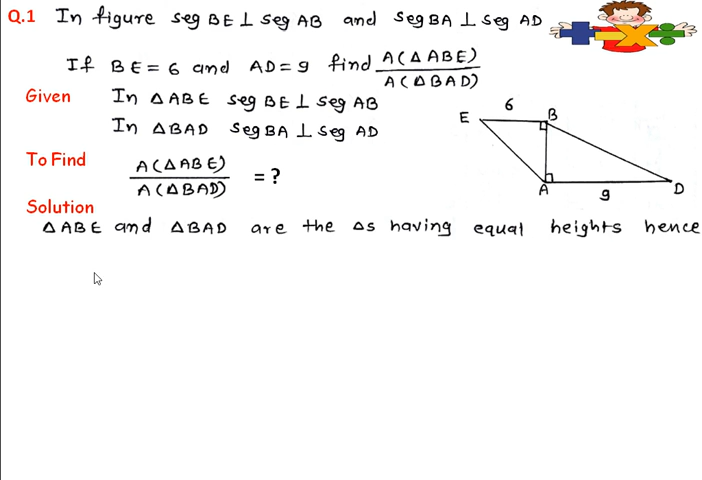 Q.1 In figure seg BE ⊥ seg AB and seg BA ⊥ seg AD
If BE = 6 and AD = 9 find A(△ABE)
A(△BAD)
Given In △ABE seg BE ⊥ seg AB
In △BAD seg BA ⊥ seg AD
To Find A(△ABE)
A(△BAD) = ?
Solution
△ABE and △BAD are the △s having equal heights hence
6
E B
A D
9